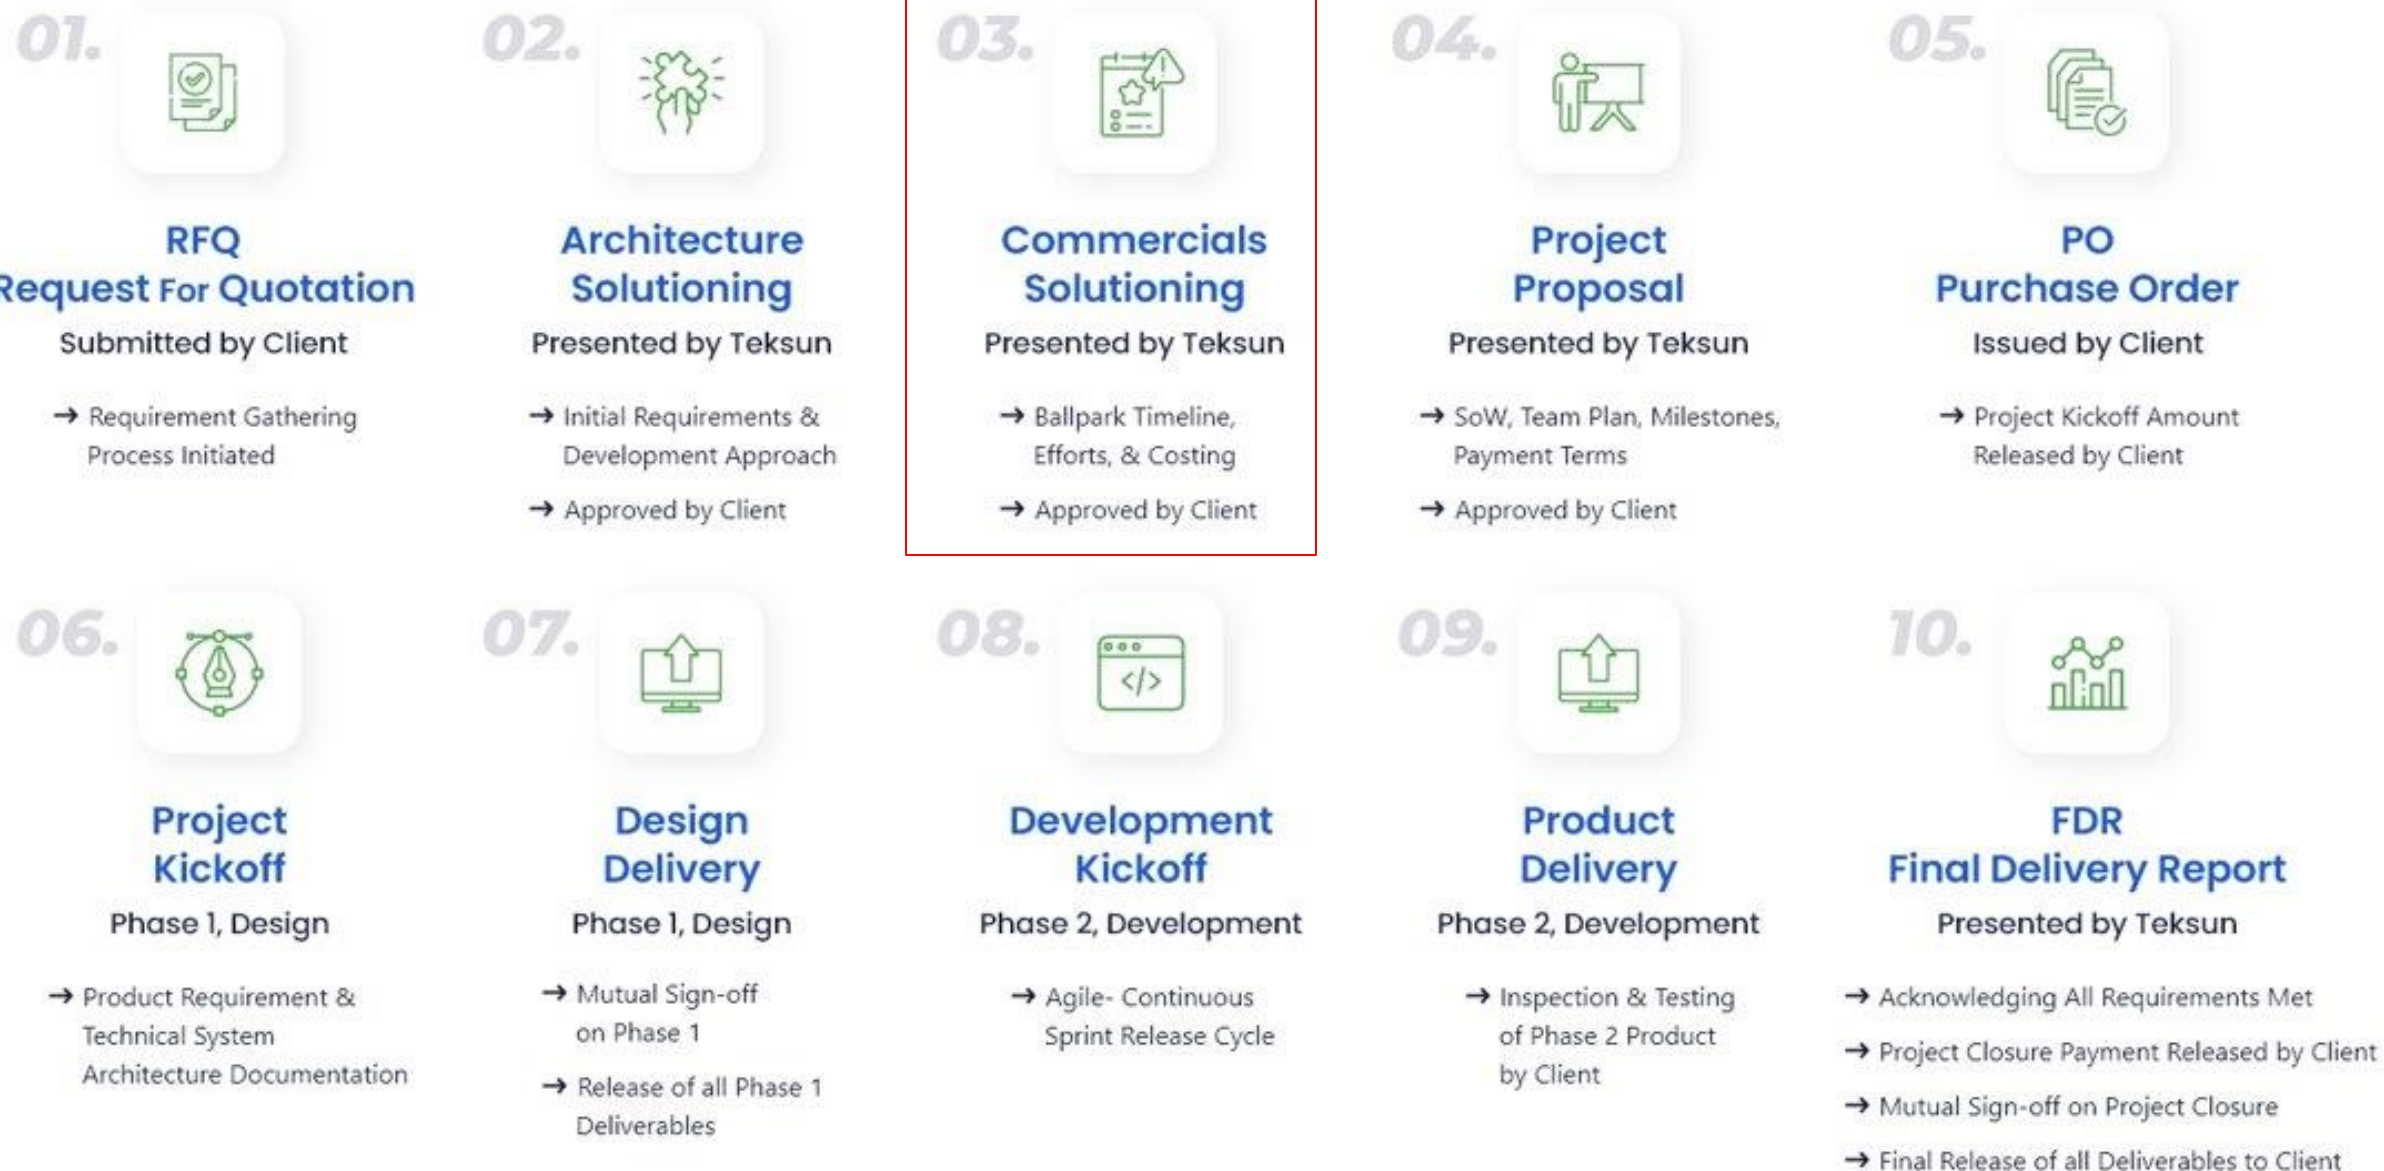 01.
RFQ
Request For Quotation
Submitted by Client
→ Requirement Gathering
Process Initiated
02.
Architecture
Solutioning
Presented by Teksun
→ Initial Requirements &
Development Approach
→ Approved by Client
03.
Commercials
Solutioning
Presented by Teksun
→ Ballpark Timeline,
Efforts, & Costing
→ Approved by Client
04.
Project
Proposal
Presented by Teksun
→ SoW, Team Plan, Milestones,
Payment Terms
→ Approved by Client
05.
PO
Purchase Order
Issued by Client
→ Project Kickoff Amount
Released by Client
06.
Project
Kickoff
Phase 1, Design
→ Product Requirement &
Technical System
Architecture Documentation
07.
Design
Delivery
Phase 1, Design
→ Mutual Sign-off
on Phase 1
→ Release of all Phase 1
Deliverables
08.
Development
Kickoff
Phase 2, Development
→ Agile- Continuous
Sprint Release Cycle
09.
Product
Delivery
Phase 2, Development
→ Inspection & Testing
of Phase 2 Product
by Client
10.
FDR
Final Delivery Report
Presented by Teksun
→ Acknowledging All Requirements Met
→ Project Closure Payment Released by Client
→ Mutual Sign-off on Project Closure
→ Final Release of all Deliverables to Client